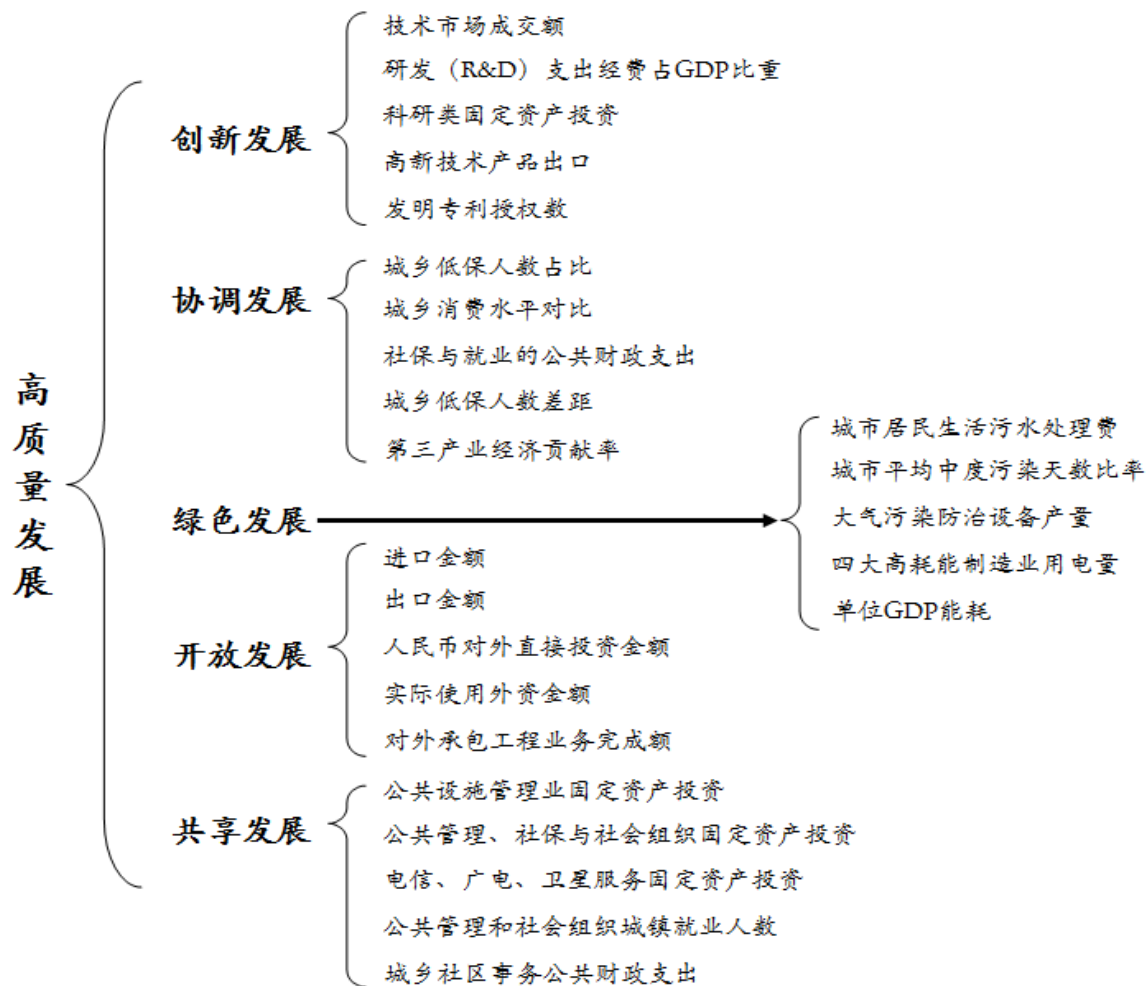 高质量发展
创新发展
技术市场成交额
研发（R&D）支出经费占GDP比重
科研类固定资产投资
高新技术产品出口
发明专利授权数
协调发展
城乡低保人数占比
城乡消费水平对比
社保与就业的公共财政支出
城乡低保人数差距
第三产业经济贡献率
绿色发展
城市居民生活污水处理费
城市平均中度污染天数比率
大气污染防治设备产量
四大高耗能制造业用电量
单位GDP能耗
开放发展
进口金额
出口金额
人民币对外直接投资金额
实际使用外资金额
对外承包工程业务完成额
共享发展
公共设施管理业固定资产投资
公共管理、社保与社会组织固定资产投资
电信、广电、卫星服务固定资产投资
公共管理和社会组织城镇就业人数
城乡社区事务公共财政支出